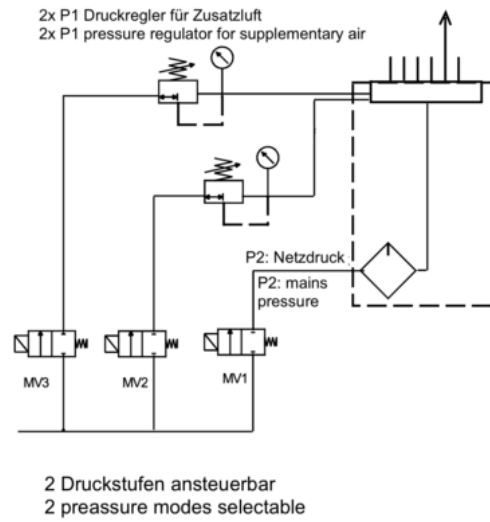 2x P1 Druckregler für Zusatzluft
2x P1 pressure regulator for supplementary air
P2: Netzdruck
P2: mains
pressure
MV3
MV2
MV1
2 Druckstufen ansteuerbar
2 preassure modes selectable